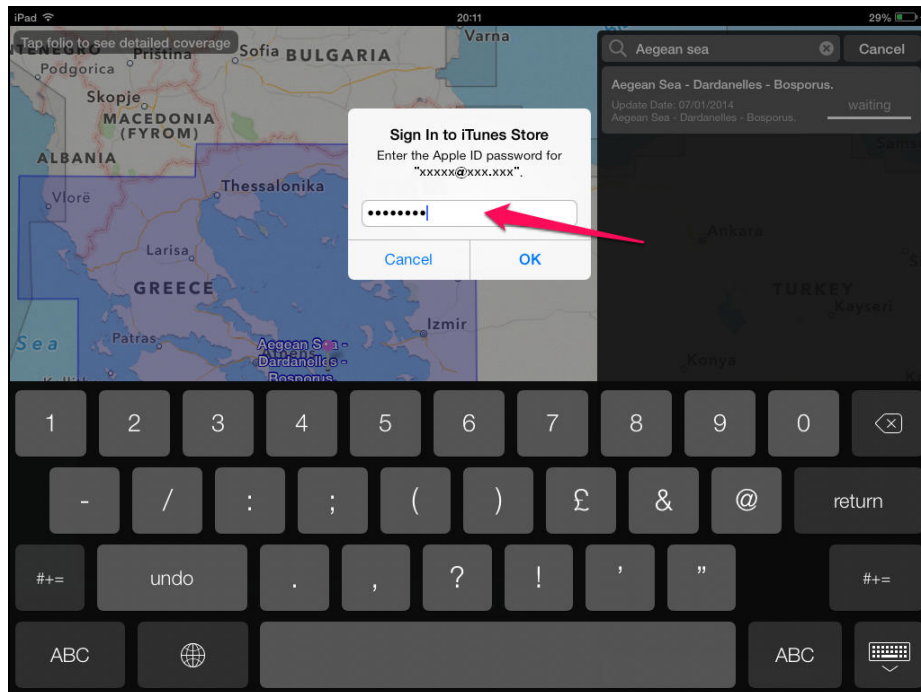 iPad
20:11
29%
Tap folio to see detailed coverage
Priština
Podgorica
Sofia
BULGARIA
Varna
Skopje
MACEDONIA
(FYROM)
ALBANIA
Vlorë
Thessalonika
Larisa
GREECE
Izmir
Patras
Sea
Athens
Aegean Sea -
Dardanelles -
Bosporus
Aegean sea
Cancel
Aegean Sea - Dardanelles - Bosporus.
Update Date: 07/01/2014
Aegean Sea - Dardanelles - Bosporus.
waiting
Ankara
TURKEY
Kayseri
Konya
Sign In to iTunes Store
Enter the Apple ID password for
"xxxxx@xxx.xxx".
••••••••
Cancel
OK
1 2 3 4 5 6 7 8 9 0
- / : ; ( ) £ & @ return
#+= undo . , ? ! ' " #+=
ABC ABC